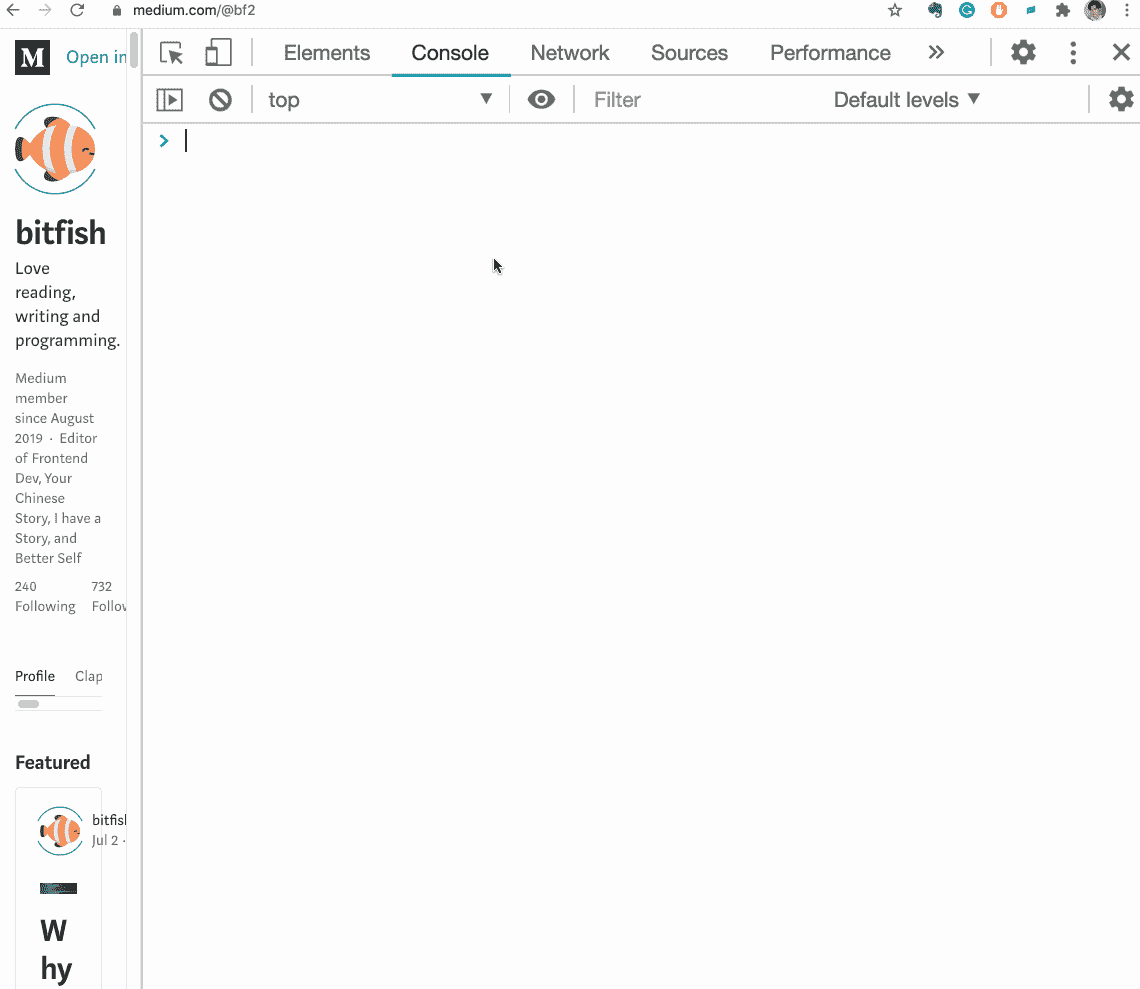 medium.com/@bf2
M Open in
Elements Console Network Sources Performance »
top Filter Default levels
>
bitfish
Love
reading,
writing and
programming.
Medium
member
since August
2019 · Editor
of Frontend
Dev, Your
Chinese
Story, I have a
Story, and
Better Self
240 732
Following Follow
Profile Clap
Featured
bitfish
Jul 2 ·
W
hy